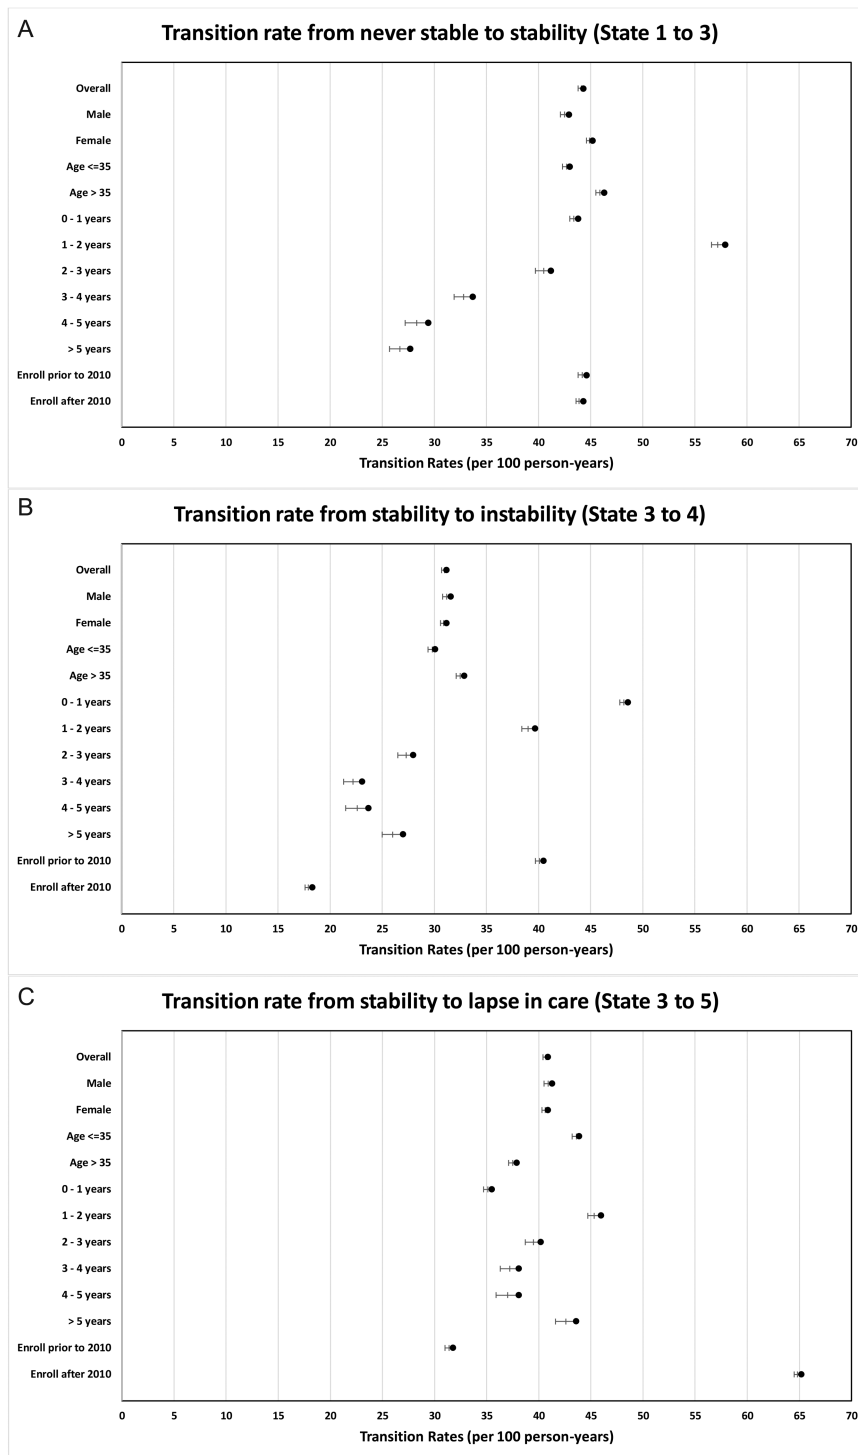 A
Transition rate from never stable to stability (State 1 to 3)
Overall
Male
Female
Age <=35
Age > 35
0 - 1 years
1 - 2 years
2 - 3 years
3 - 4 years
4 - 5 years
> 5 years
Enroll prior to 2010
Enroll after 2010
0 5 10 15 20 25 30 35 40 45 50 55 60 65 70
Transition Rates (per 100 person-years)
B
Transition rate from stability to instability (State 3 to 4)
Overall
Male
Female
Age <=35
Age > 35
0 - 1 years
1 - 2 years
2 - 3 years
3 - 4 years
4 - 5 years
> 5 years
Enroll prior to 2010
Enroll after 2010
0 5 10 15 20 25 30 35 40 45 50 55 60 65 70
Transition Rates (per 100 person-years)
C
Transition rate from stability to lapse in care (State 3 to 5)
Overall
Male
Female
Age <=35
Age > 35
0 - 1 years
1 - 2 years
2 - 3 years
3 - 4 years
4 - 5 years
> 5 years
Enroll prior to 2010
Enroll after 2010
0 5 10 15 20 25 30 35 40 45 50 55 60 65 70
Transition Rates (per 100 person-years)